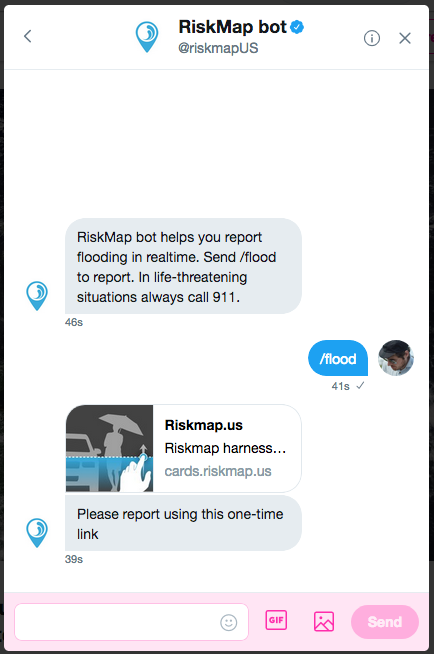 RiskMap bot
@riskmapUS
RiskMap bot helps you report
flooding in realtime. Send /flood
to report. In life-threatening
situations always call 911.
46s
/flood
41s
Riskmap.us
Riskmap harness...
cards.riskmap.us
Please report using this one-time
link
39s
GIF
Send